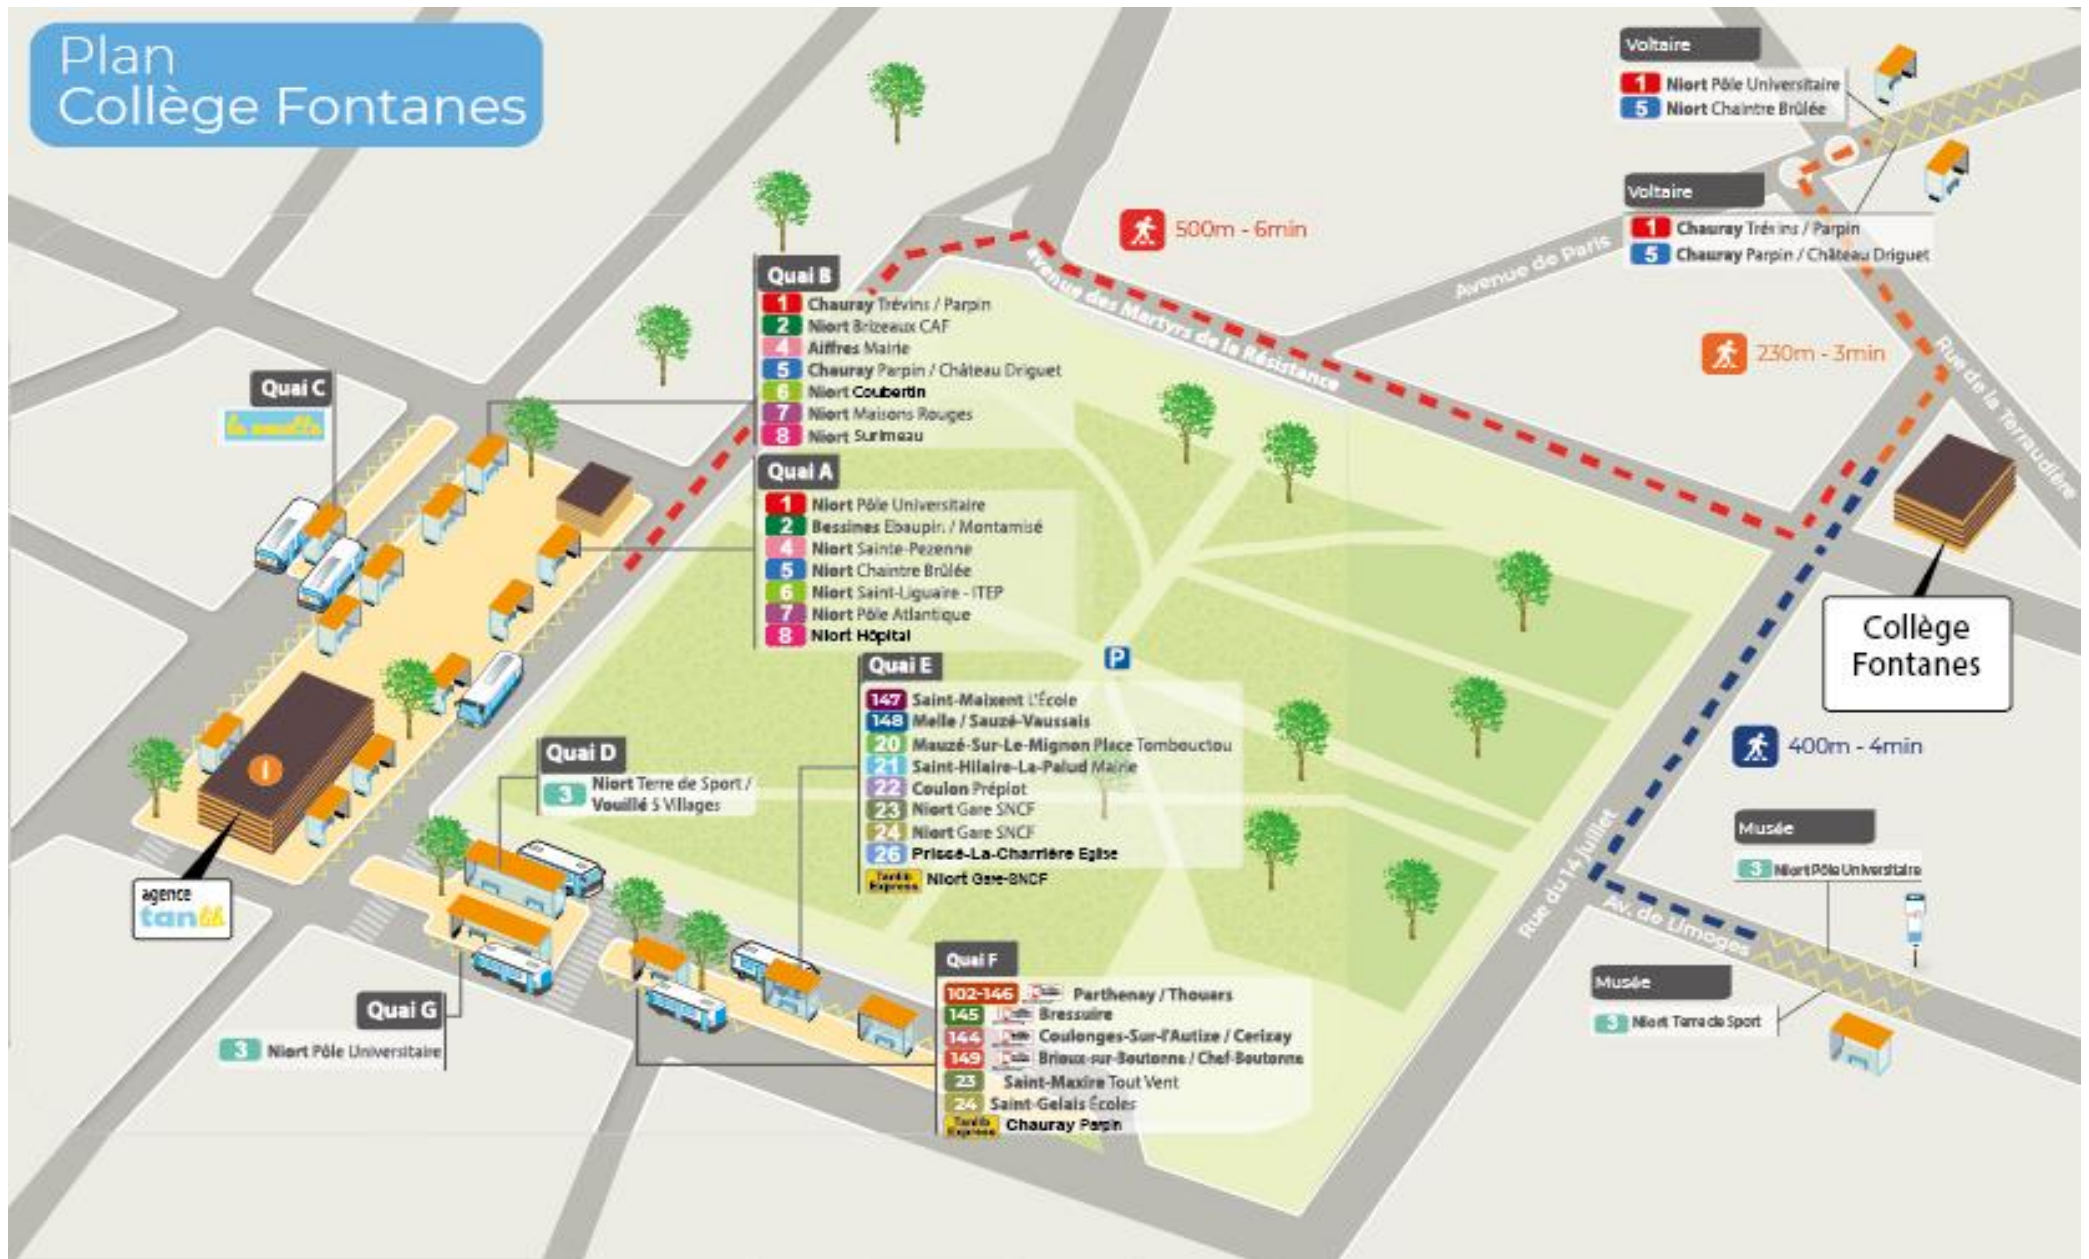 Plan
Collège Fontanes
Voltaire
1 Niort Pôle Universitaire
5 Niort Chaintre Brûlée
Voltaire
1 Chauray Trévins / Parpin
5 Chauray Parpin / Château Driguet
500m - 6min
Avenue de Paris
avenue des Martyrs de la Résistance
230m - 3min
Rue de la Terraudière
Quai B
1 Chauray Trévins / Parpin
2 Niort Brizeaux CAF
4 Aiffres Mairie
5 Chauray Parpin / Château Driguet
6 Niort Coubertin
7 Niort Maisons Rouges
8 Niort Surimeau
Quai C
Quai A
1 Niort Pôle Universitaire
2 Bessines Ebaupin / Montamisé
4 Niort Sainte-Pezenne
5 Niort Chaintre Brûlée
6 Niort Saint-Liguaire - ITEP
7 Niort Pôle Atlantique
8 Niort Hôpital
P
Collège
Fontanes
Quai E
147 Saint-Maixent L'École
148 Melle / Sauzé-Vaussais
20 Mauzé-Sur-Le-Mignon Place Tombouctou
21 Saint-Hilaire-La-Palud Mairie
22 Coulon Préplot
23 Niort Gare SNCF
24 Niort Gare SNCF
26 Prissé-La-Charrière Eglise
Tanlib
Express Niort Gare-SNCF
Quai D
3 Niort Terre de Sport /
Vouillé 5 Villages
i
agence
tanlib
400m - 4min
Rue du 14 juillet
Av. de Limoges
Musée
3 Niort Pôle Universitaire
Musée
3 Niort Terre de Sport
Quai G
3 Niort Pôle Universitaire
Quai F
102-146 Parthenay / Thouars
145 Bressuire
144 Coulonges-Sur-l'Autize / Cerizay
149 Brioux-sur-Boutonne / Chef-Boutonne
23 Saint-Maxire Tout Vent
24 Saint-Gelais Écoles
Tanlib
Express Chauray Parpin